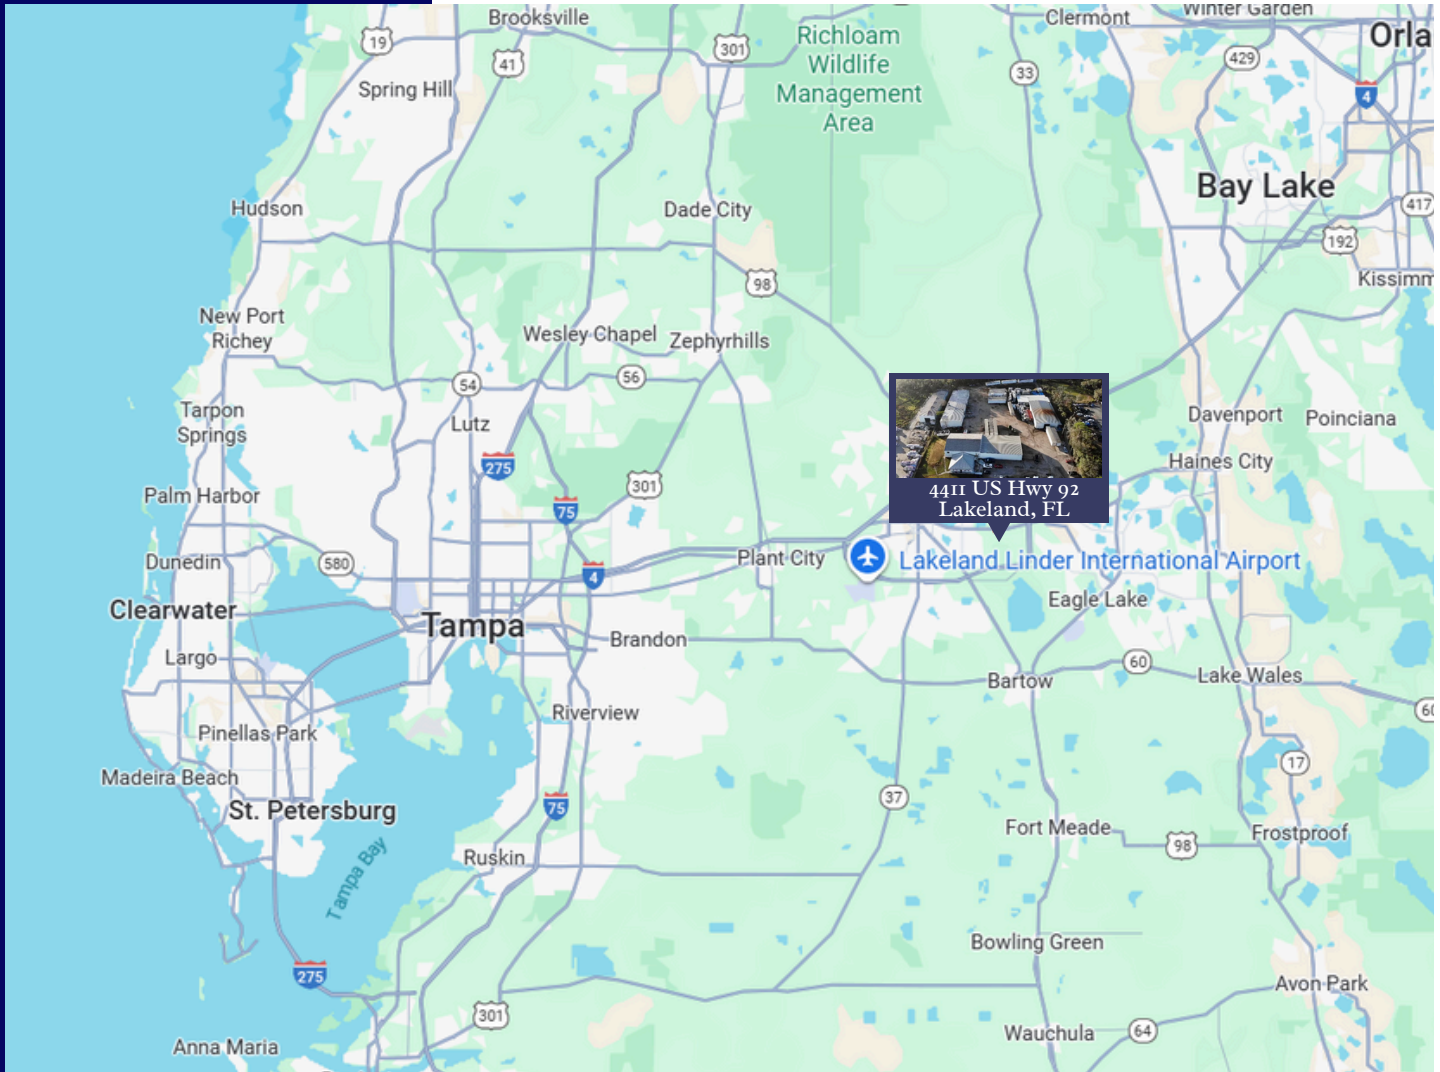 Brooksville
Clermont
Winter Garden
19
301
Richloam
Wildlife
Management
Area
Orla
41
429
33
4
Spring Hill
Bay Lake
Hudson
Dade City
417
192
98
Kissimm
New Port
Richey
Wesley Chapel
Zephyrhills
54
56
Tarpon
Springs
Lutz
Davenport
Poinciana
275
Haines City
301
4411 US Hwy 92
Lakeland, FL
Palm Harbor
75
Dunedin
580
4
Plant City
Lakeland Linder International Airport
Clearwater
Tampa
Eagle Lake
Brandon
Largo
60
Bartow
Lake Wales
60
Riverview
Pinellas Park
17
Madeira Beach
St. Petersburg
75
37
Fort Meade
Frostproof
98
Ruskin
Tampa Bay
Bowling Green
275
Avon Park
301
Wauchula
64
Anna Maria